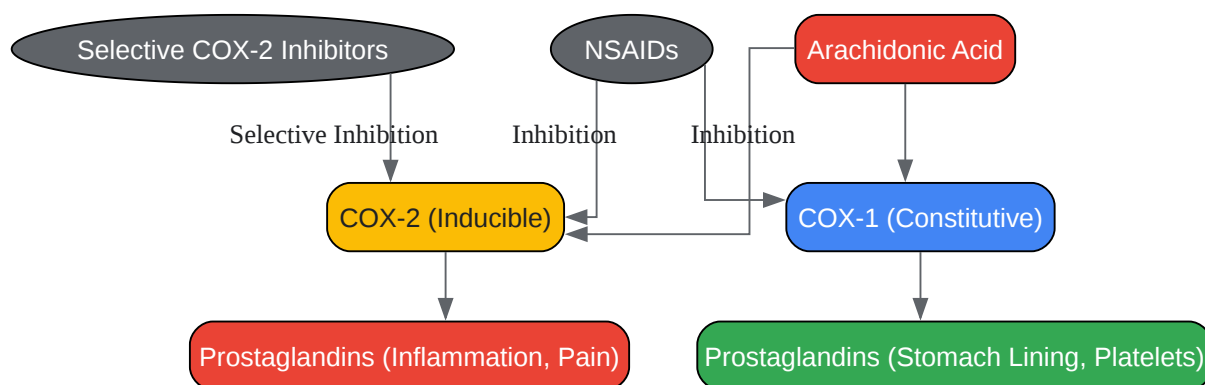 Selective COX-2 Inhibitors
NSAIDs
Arachidonic Acid
Selective Inhibition
Inhibition
Inhibition
COX-2 (Inducible)
COX-1 (Constitutive)
Prostaglandins (Inflammation, Pain)
Prostaglandins (Stomach Lining, Platelets)